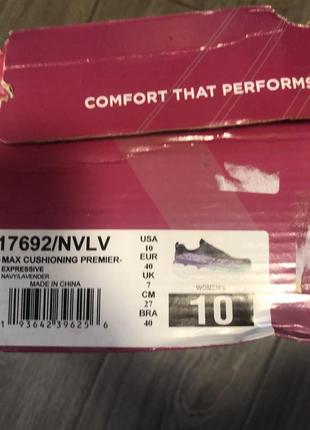 COMFORT THAT PERFORMS
17692/NVLV
MAX CUSHIONING PREMIER-
EXPRESSIVE
NAVY/LAVENDER
MADE IN CHINA
1 93642 39625 6
USA
10
EUR
40
UK
7
CM
27
BRA
40
WOMEN'S
10